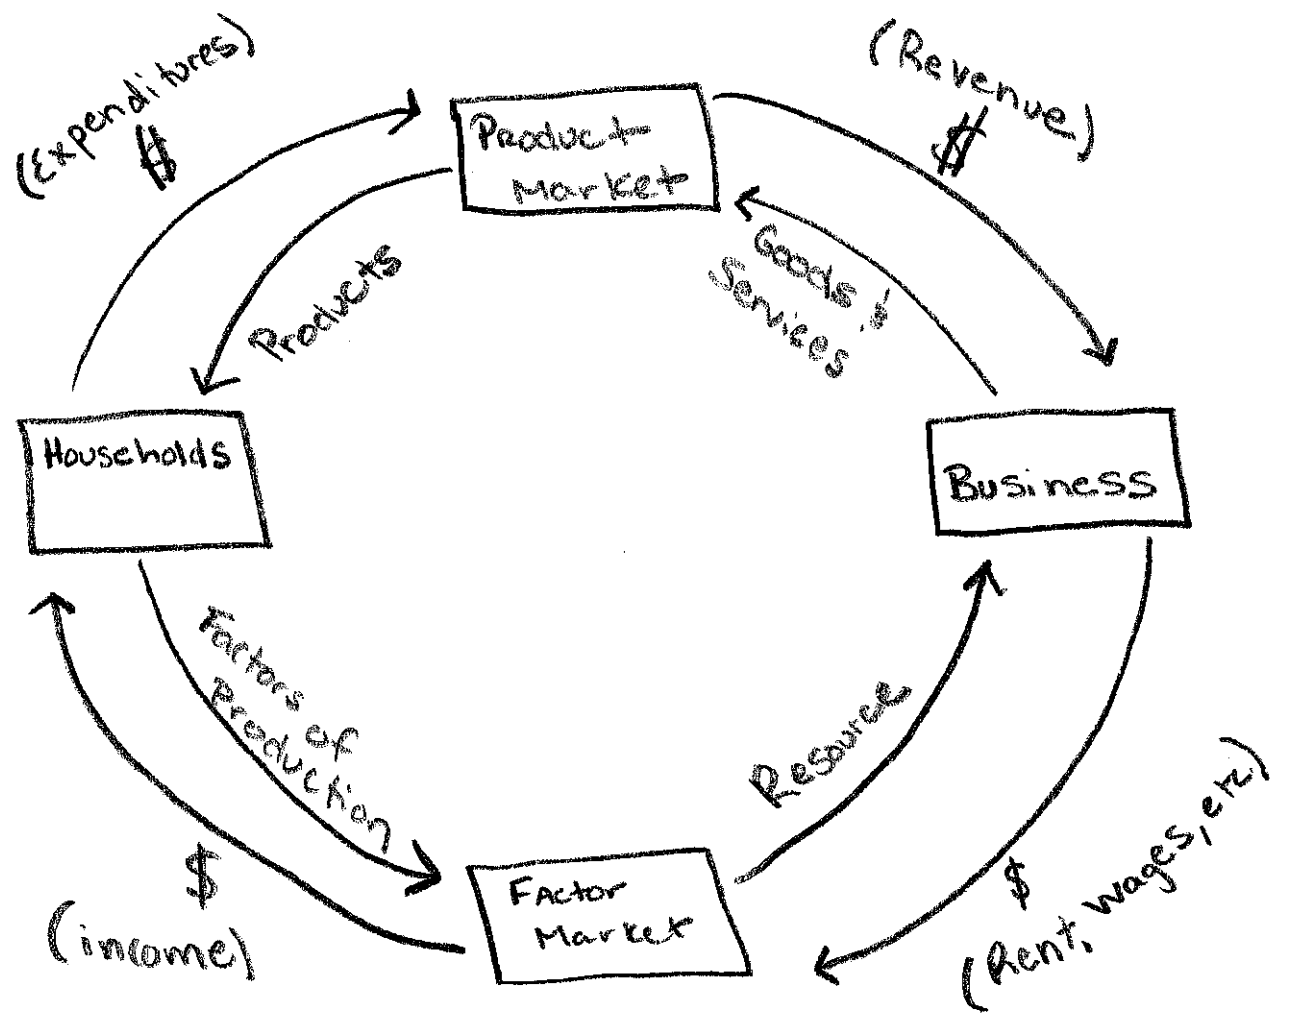 (Expenditures)
$
Product
Market
(Revenue)
$
Products
Goods &
Services
Households
Business
Factors of
Production
Resource
$
(income)
Factor
Market
$
(Rent, wages, etc)